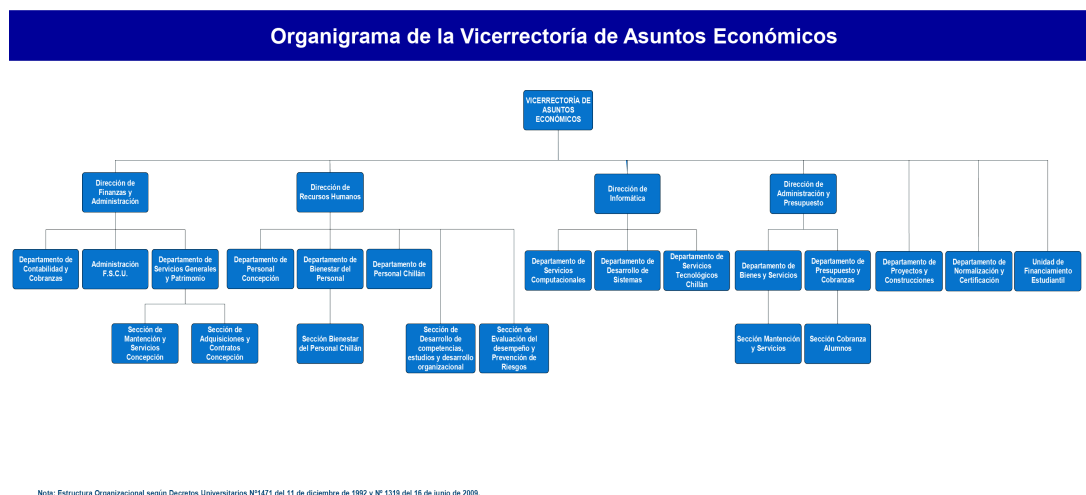 Organigrama de la Vicerrectoría de Asuntos Económicos
VICERRECTORÍA DE
ASUNTOS
ECONÓMICOS
Dirección de
Finanzas y
Administración
Dirección de
Recursos Humanos
Dirección de
Informática
Dirección de
Administración y
Presupuesto
Departamento de
Contabilidad y
Cobranzas
Administración
F.S.C.U.
Departamento de
Servicios Generales
y Patrimonio
Departamento de
Personal
Concepción
Departamento de
Bienestar del
Personal
Departamento de
Personal Chillán
Departamento de
Servicios
Computacionales
Departamento de
Desarrollo de
Sistemas
Departamento de
Servicios
Tecnológicos
Chillán
Departamento de
Bienes y Servicios
Departamento de
Presupuesto y
Cobranzas
Departamento de
Proyectos y
Construcciones
Departamento de
Normalización y
Certificación
Unidad de
Financiamiento
Estudiantil
Sección de
Mantención y
Servicios
Concepción
Sección de
Adquisiciones y
Contratos
Concepción
Sección Bienestar
del Personal Chillán
Sección de
Desarrollo de
competencias,
estudios y desarrollo
organizacional
Sección de
Evaluación del
desempeño y
Prevención de
Riesgos
Sección Mantención
y Servicios
Sección Cobranza
Alumnos
Nota: Estructura Organizacional según Decretos Universitarios Nº1471 del 11 de diciembre de 1992 y Nº 1319 del 16 de junio de 2009.